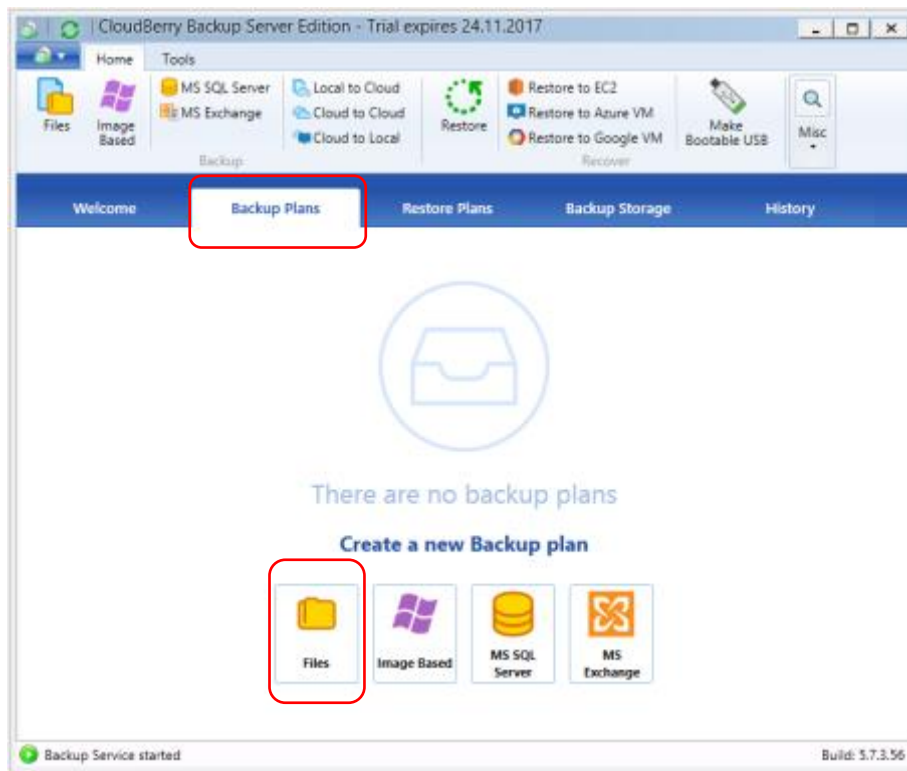 CloudBerry Backup Server Edition - Trial expires 24.11.2017
Home Tools
Files
Image Based
MS SQL Server
MS Exchange
Backup
Local to Cloud
Cloud to Cloud
Cloud to Local
Restore
Restore to EC2
Restore to Azure VM
Restore to Google VM
Recover
Make
Bootable USB
Misc
Welcome Backup Plans Restore Plans Backup Storage History
There are no backup plans
Create a new Backup plan
Files
Image Based
MS SQL
Server
MS
Exchange
Backup Service started
Build: 5.7.3.56